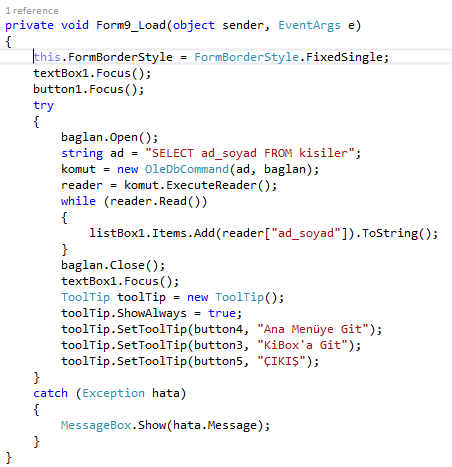 1 reference
private void Form9_Load(object sender, EventArgs e)
{
    this.FormBorderStyle = FormBorderStyle.FixedSingle;
    textBox1.Focus();
    button1.Focus();
    try
    {
        baglan.Open();
        string ad = "SELECT ad_soyad FROM kisiler";
        komut = new OleDbCommand(ad, baglan);
        reader = komut.ExecuteReader();
        while (reader.Read())
        {
            listBox1.Items.Add(reader["ad_soyad"]).ToString();
        }
        baglan.Close();
        textBox1.Focus();
        ToolTip toolTip = new ToolTip();
        toolTip.ShowAlways = true;
        toolTip.SetToolTip(button4, "Ana Menüye Git");
        toolTip.SetToolTip(button3, "KiBox'a Git");
        toolTip.SetToolTip(button5, "ÇIKIŞ");
    }
    catch (Exception hata)
    {
        MessageBox.Show(hata.Message);
    }
}